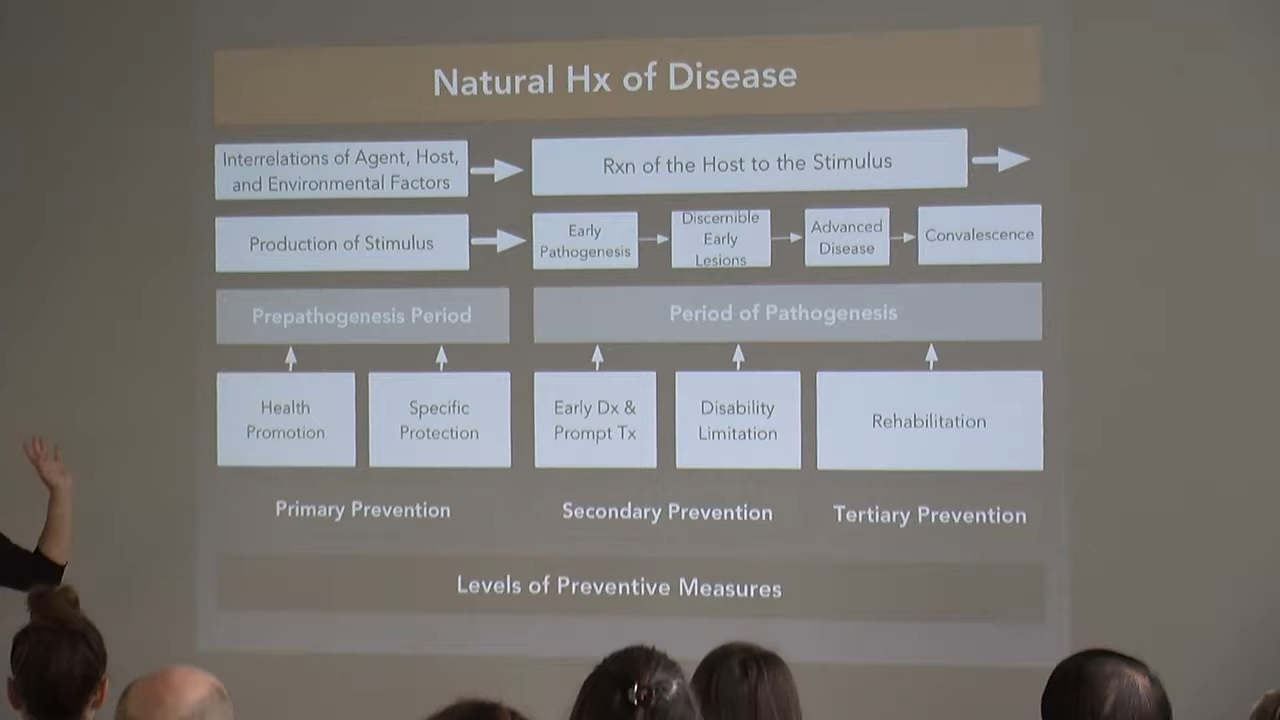 Natural Hx of Disease
Interrelations of Agent, Host,
and Environmental Factors
Rxn of the Host to the Stimulus
Production of Stimulus
Early
Pathogenesis
Discernible
Early
Lesions
Advanced
Disease
Convalescence
Prepathogenesis Period
Period of Pathogenesis
Health
Promotion
Specific
Protection
Early Dx &
Prompt Tx
Disability
Limitation
Rehabilitation
Primary Prevention
Secondary Prevention
Tertiary Prevention
Levels of Preventive Measures